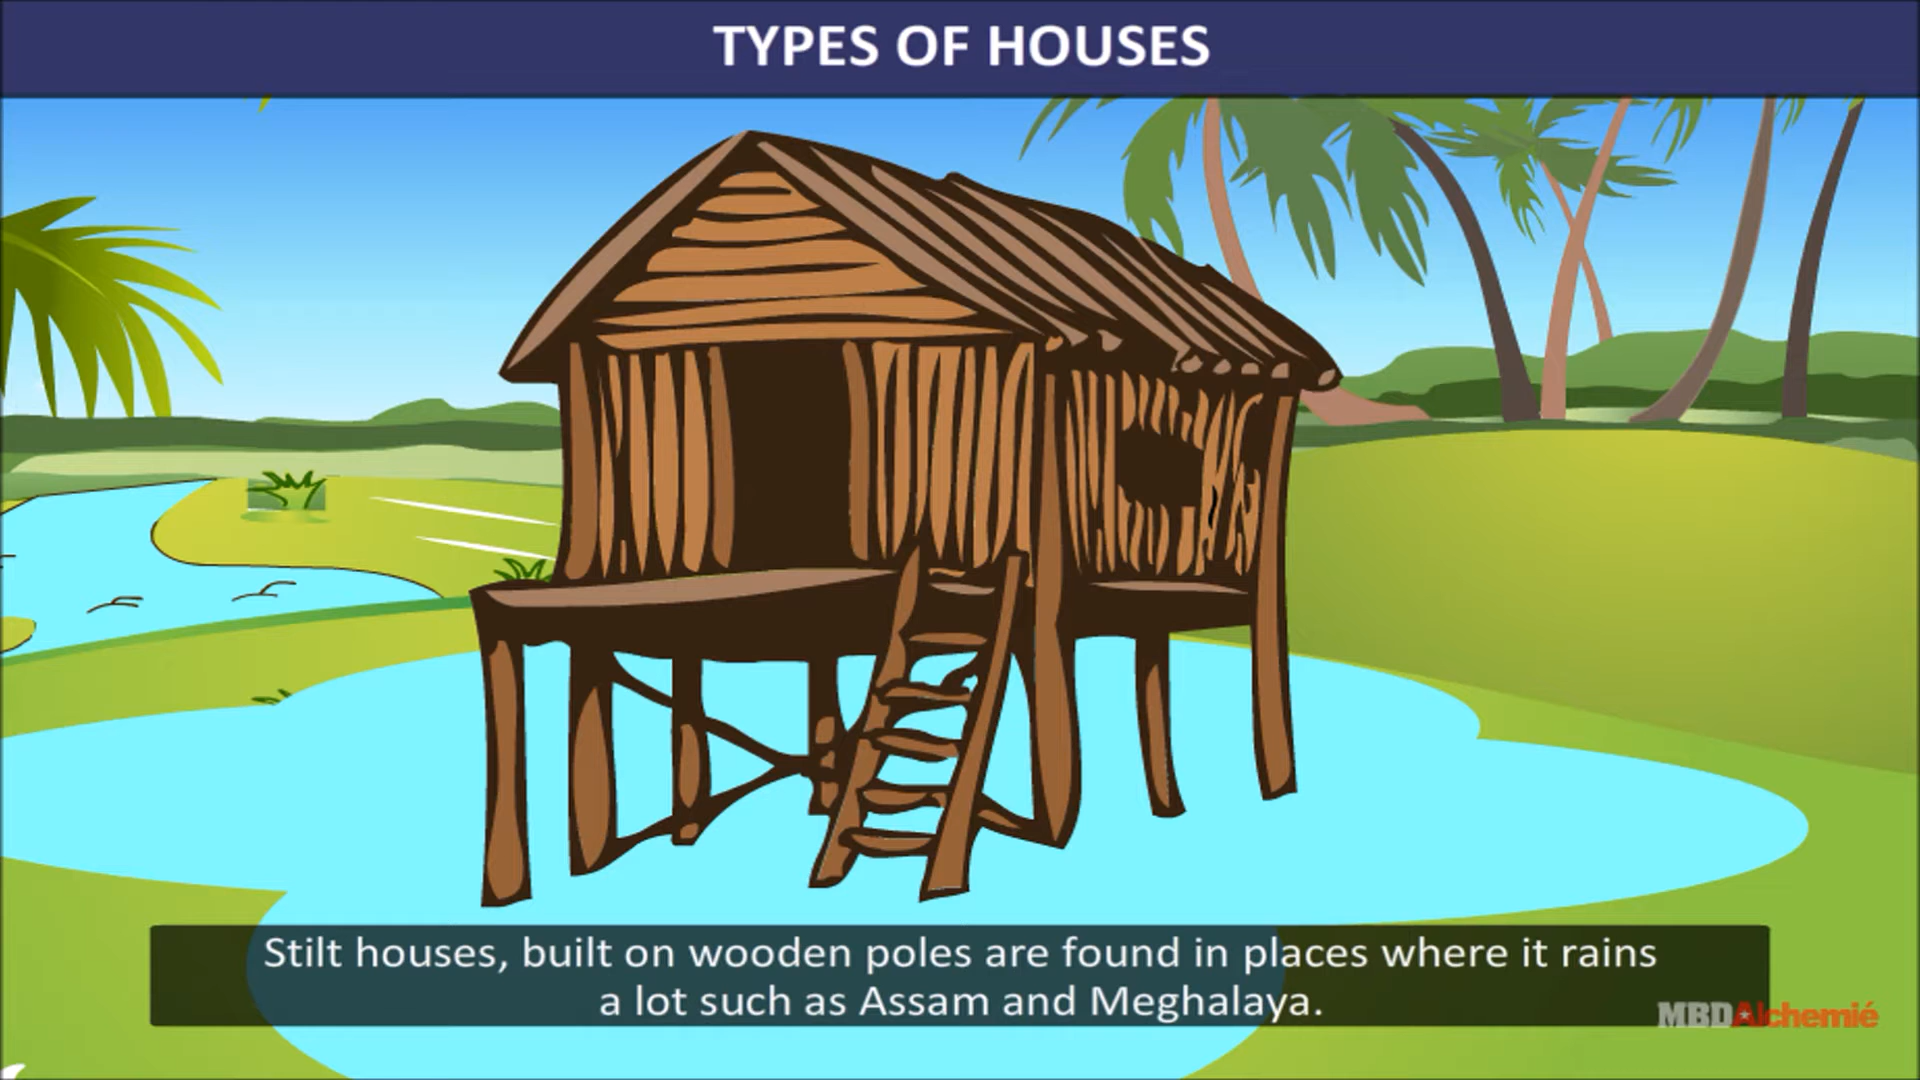 TYPES OF HOUSES
Stilt houses, built on wooden poles are found in places where it rains
a lot such as Assam and Meghalaya.
MBDAlchemié